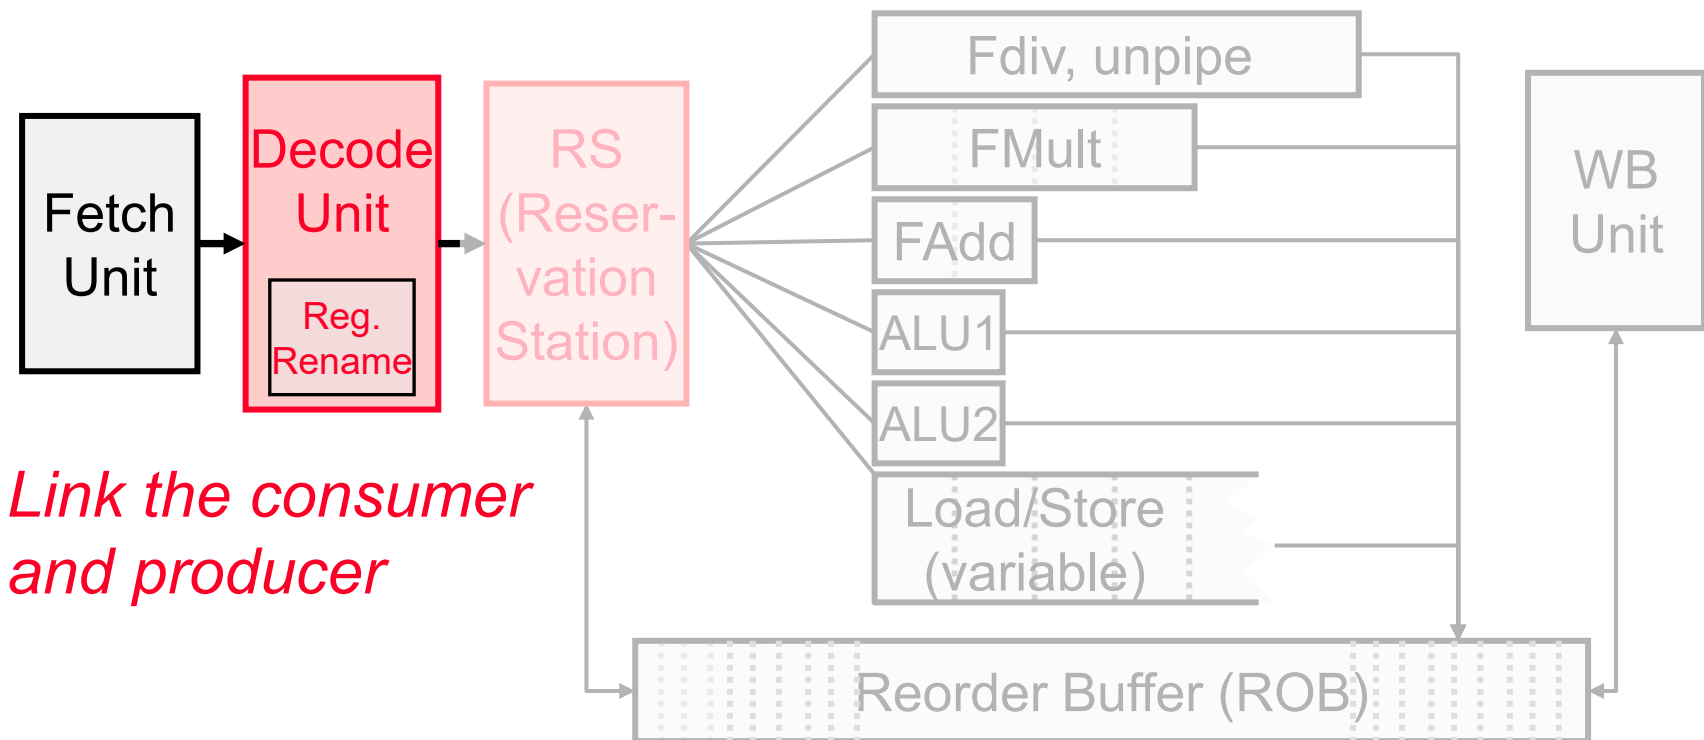 Fetch
Unit
Decode
Unit
Reg.
Rename
RS
(Reser-
vation
Station)
Fdiv, unpipe
FMult
FAdd
ALU1
ALU2
Load/Store
(variable)
WB
Unit
Link the consumer
and producer
Reorder Buffer (ROB)